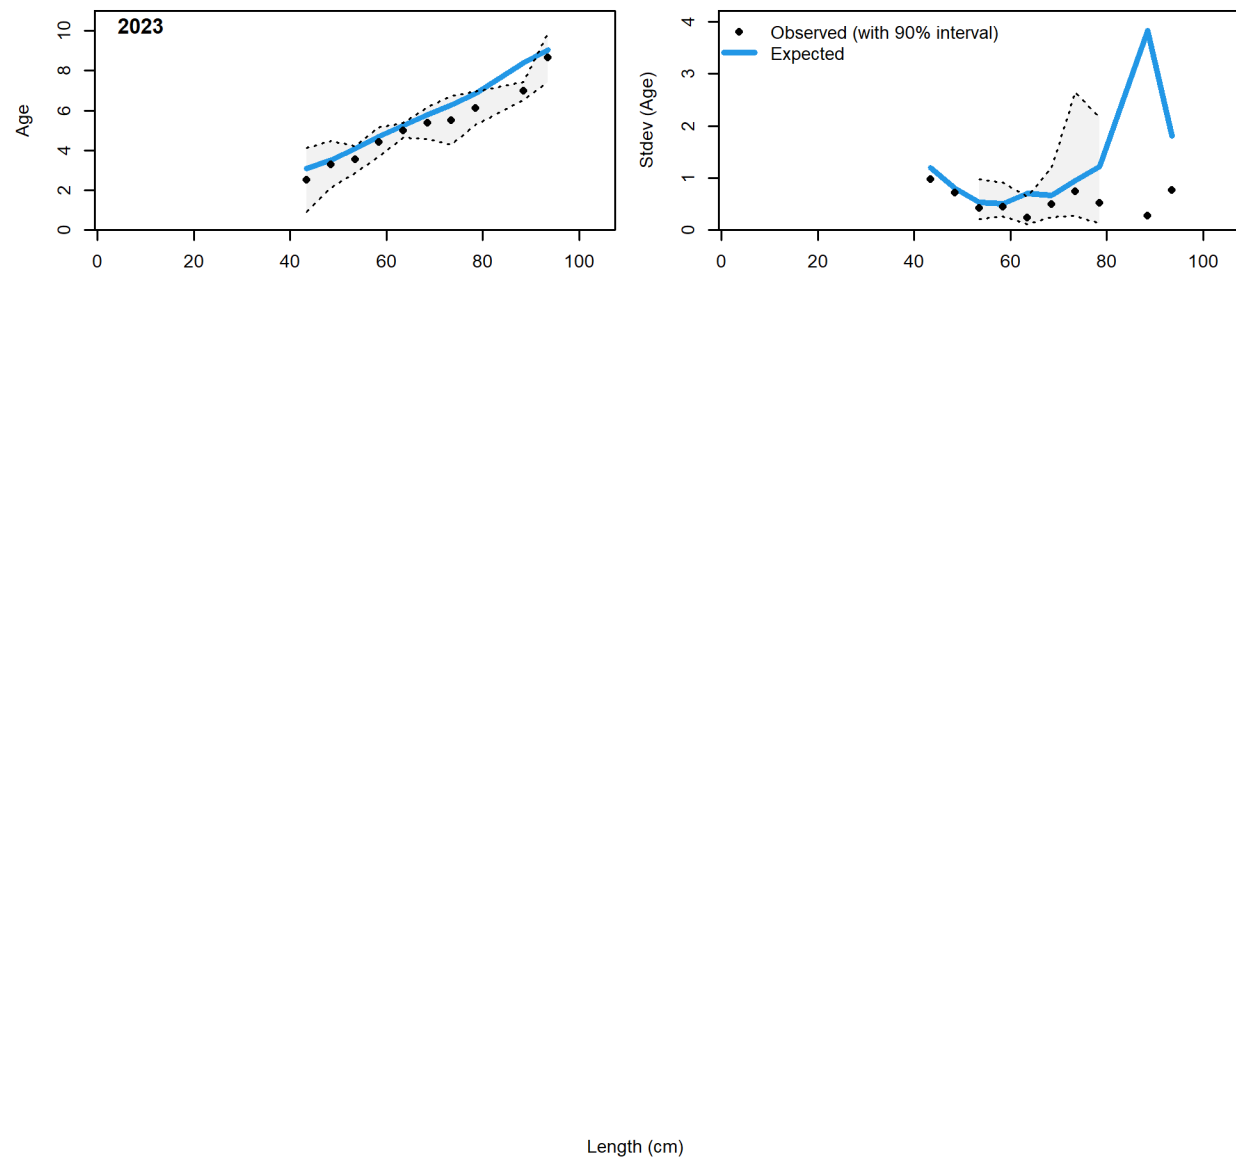 2023
Age
0 2 4 6 8 10
0 20 40 60 80 100
Observed (with 90% interval)
Expected
Stdev (Age)
0 1 2 3 4
0 20 40 60 80 100
Length (cm)